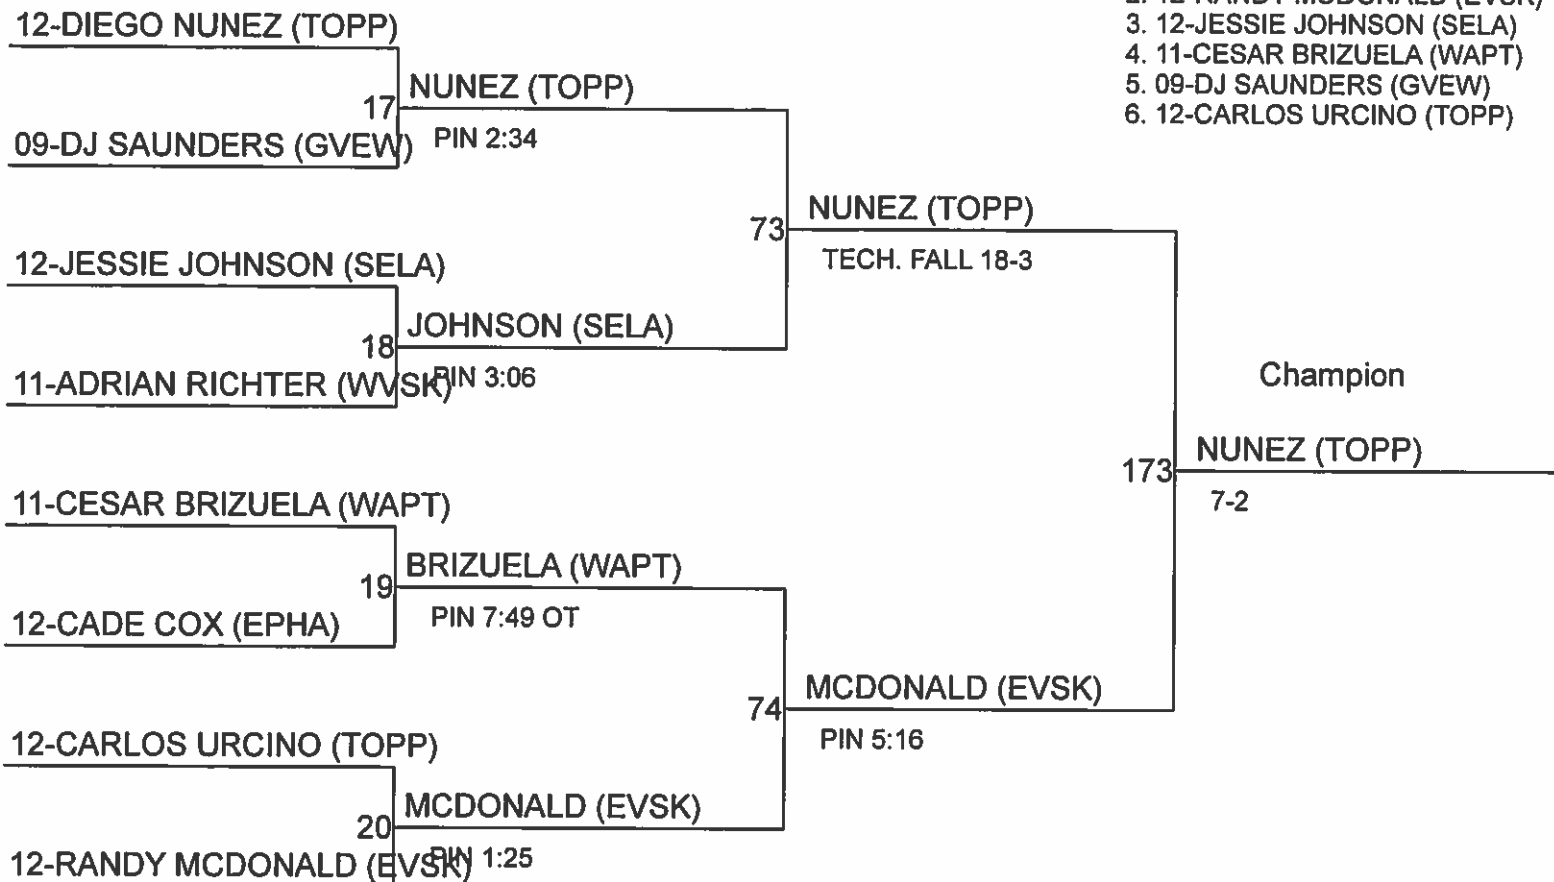 2. 12-RANDY MCDONALD (EVSK)
12-DIEGO NUNEZ (TOPP)
3. 12-JESSIE JOHNSON (SELA)
4. 11-CESAR BRIZUELA (WAPT)
5. 09-DJ SAUNDERS (GVEW)
6. 12-CARLOS URCINO (TOPP)
17
NUNEZ (TOPP)
PIN 2:34
09-DJ SAUNDERS (GVEW)
73
NUNEZ (TOPP)
TECH. FALL 18-3
12-JESSIE JOHNSON (SELA)
18
JOHNSON (SELA)
PIN 3:06
11-ADRIAN RICHTER (WVSK)
Champion
173
NUNEZ (TOPP)
7-2
11-CESAR BRIZUELA (WAPT)
19
BRIZUELA (WAPT)
PIN 7:49 OT
12-CADE COX (EPHA)
74
MCDONALD (EVSK)
PIN 5:16
12-CARLOS URCINO (TOPP)
20
MCDONALD (EVSK)
PIN 1:25
12-RANDY MCDONALD (EVSK)